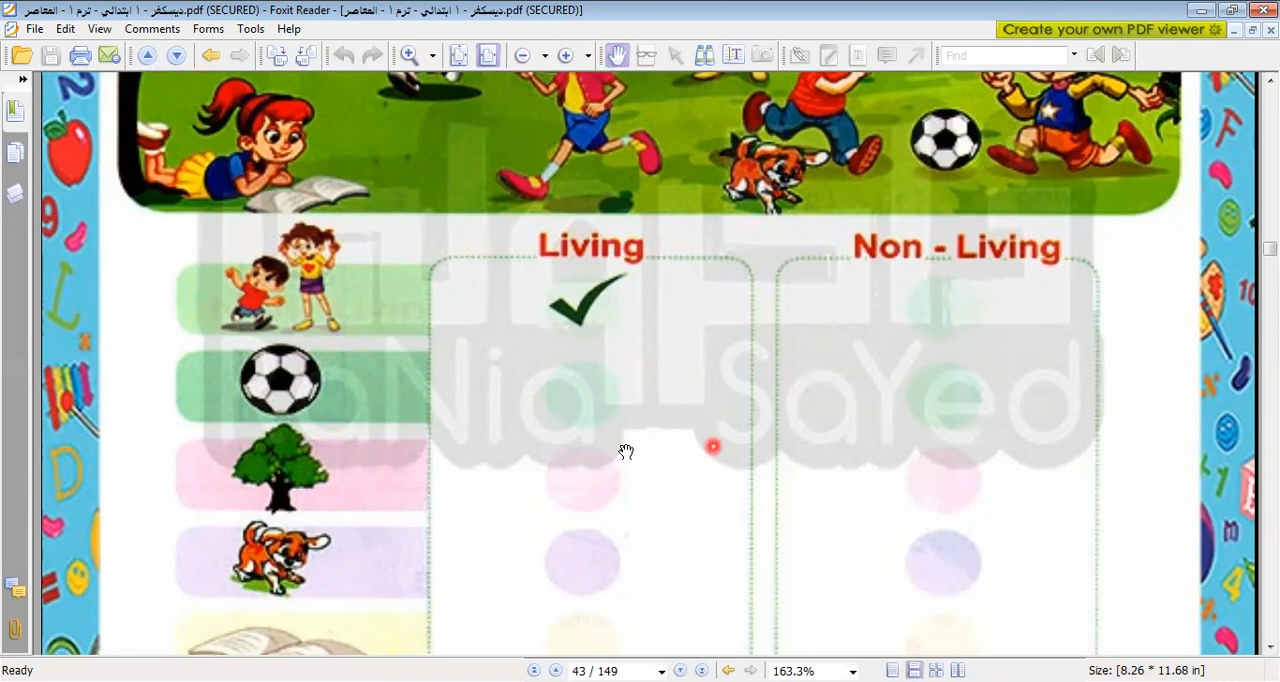 ديسكفر - ١ ابتدائي - ترم ١ - المعاصر.pdf (SECURED) - Foxit Reader - [ديسكفر - ١ ابتدائي - ترم ١ - المعاصر.pdf (SECURED)]
File Edit View Comments Forms Tools Help
Create your own PDF viewer
Find
Living Non - Living
RaNia SaYed
Ready 43 / 149 163.3% Size: [8.26 * 11.68 in]